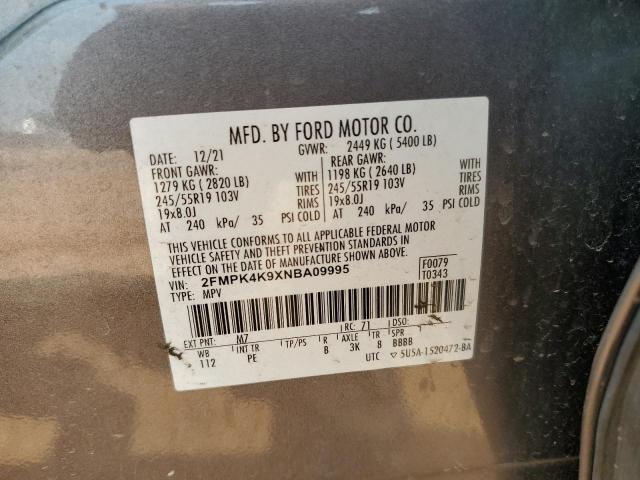 MFD. BY FORD MOTOR CO.
DATE: 12/21 GVWR: 2449 KG ( 5400 LB)
FRONT GAWR: REAR GAWR:
1279 KG ( 2820 LB) WITH 1198 KG ( 2640 LB) WITH
245/55R19 103V TIRES 245/55R19 103V TIRES
19x8.0J RIMS 19x8.0J RIMS
AT 240 kPa/ 35 PSI COLD AT 240 kPa/ 35 PSI COLD
THIS VEHICLE CONFORMS TO ALL APPLICABLE FEDERAL MOTOR
VEHICLE SAFETY AND THEFT PREVENTION STANDARDS IN
EFFECT ON THE DATE OF MANUFACTURE SHOWN ABOVE.
VIN: 2FMPK4K9XNBA09995 F0079
TYPE: MPV T0343
EXT PNT: M7 RC: 71 DSO:
WB INT TR TP/PS R AXLE TR SPR
112 PE B 3K 8 BBBB
UTC ▽ 5U5A-1520472-BA